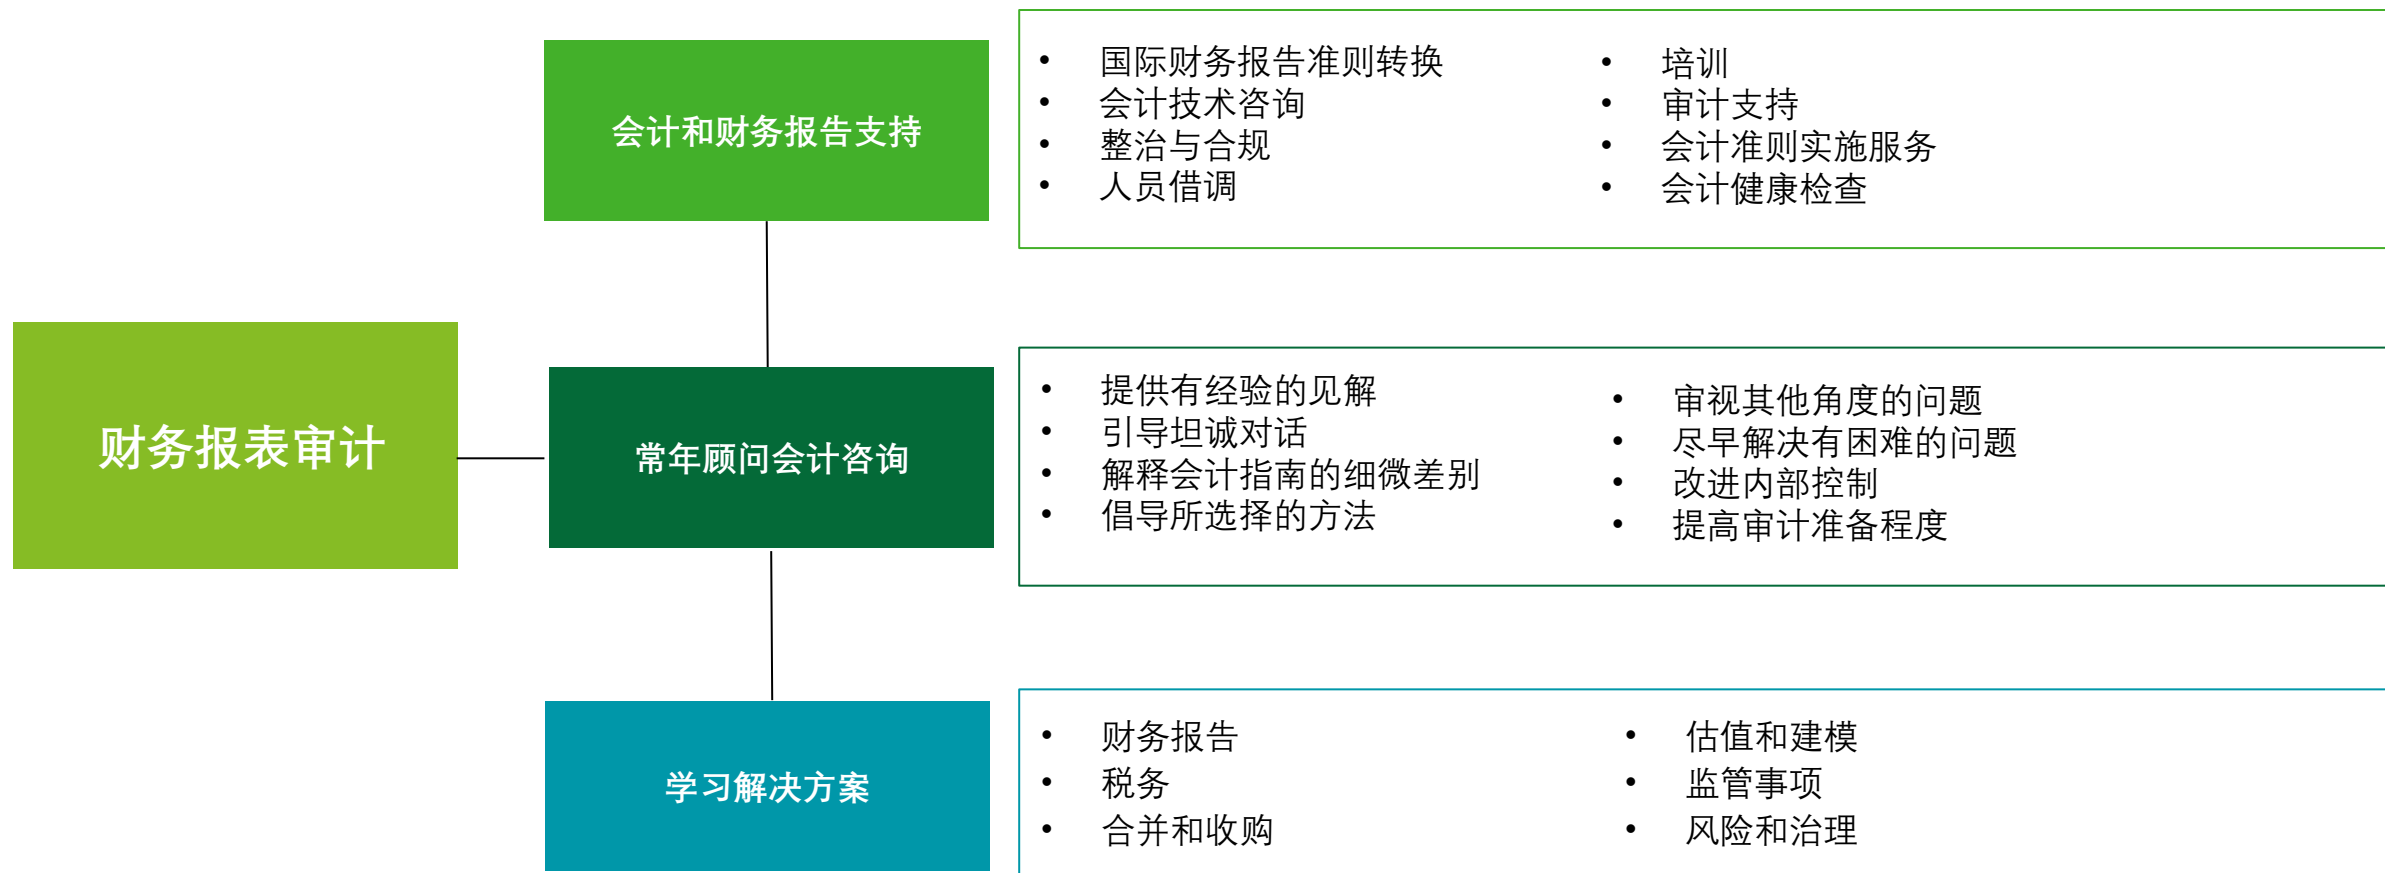 财务报表审计
会计和财务报告支持
• 国际财务报告准则转换
• 会计技术咨询
• 整治与合规
• 人员借调
• 培训
• 审计支持
• 会计准则实施服务
• 会计健康检查
常年顾问会计咨询
• 提供有经验的见解
• 引导坦诚对话
• 解释会计指南的细微差别
• 倡导所选择的方法
• 审视其他角度的问题
• 尽早解决有困难的问题
• 改进内部控制
• 提高审计准备程度
学习解决方案
• 财务报告
• 税务
• 合并和收购
• 估值和建模
• 监管事项
• 风险和治理